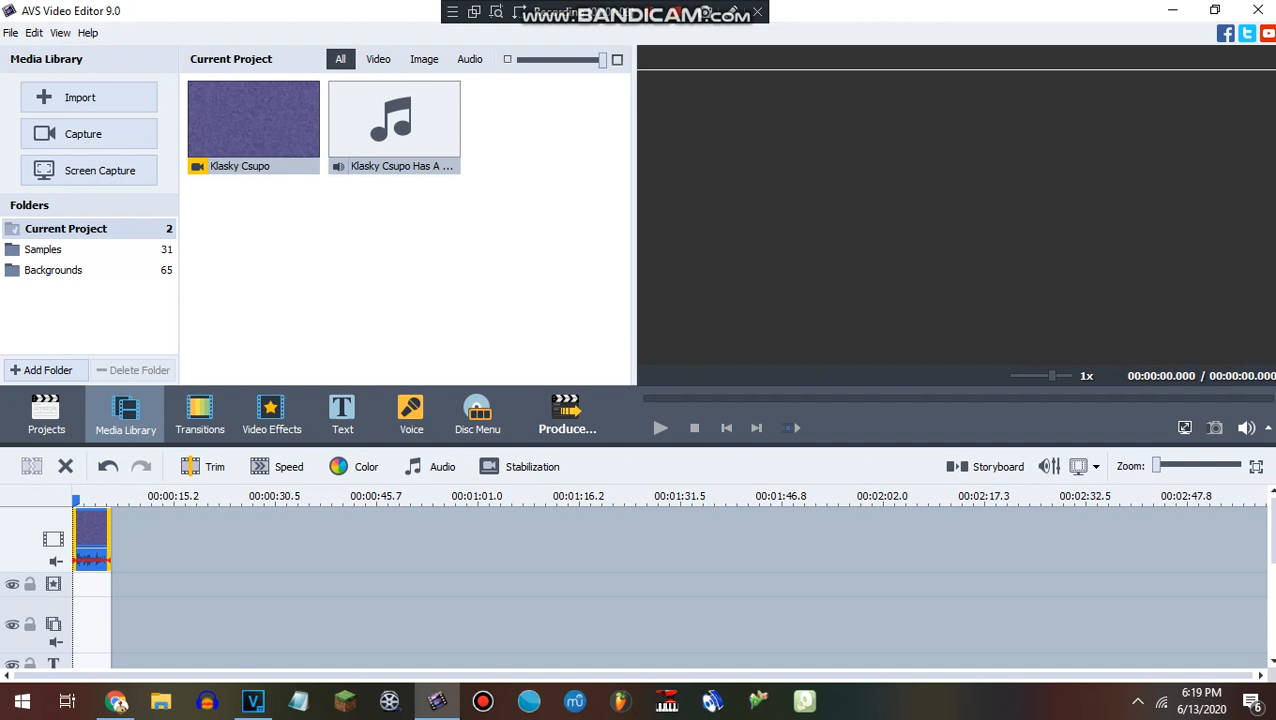 AVS Video Editor 9.0
www.BANDICAM.com
File Edit View Help
Media Library
Current Project All Video Image Audio
Import
Capture
Screen Capture
Klasky Csupo
Klasky Csupo Has A ...
Folders
Current Project 2
Samples 31
Backgrounds 65
Add Folder
Delete Folder
1x 00:00:00.000 / 00:00:00.000
Projects
Media Library
Transitions
Video Effects
Text
Voice
Disc Menu
Produce...
Trim
Speed
Color
Audio
Stabilization
Storyboard
Zoom:
00:00:15.2 00:00:30.5 00:00:45.7 00:01:01.0 00:01:16.2 00:01:31.5 00:01:46.8 00:02:02.0 00:02:17.3 00:02:32.5 00:02:47.8
T
6:19 PM
6/13/2020
6